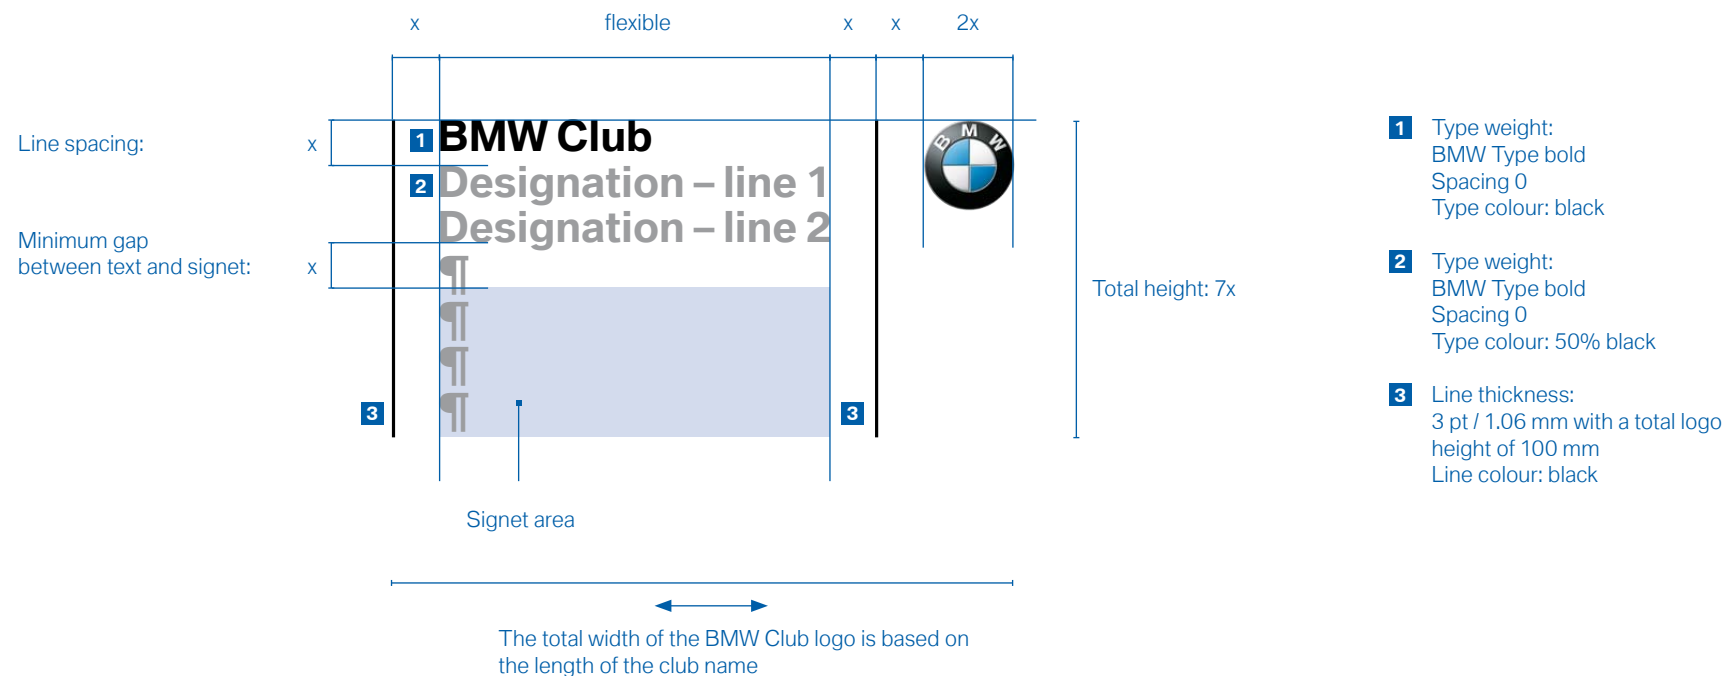 x flexible x x 2x
Line spacing: x
1 BMW Club
2 Designation – line 1
Designation – line 2
BMW
Minimum gap
between text and signet: x
¶
¶
¶
¶
3 3
Signet area
Total height: 7x
The total width of the BMW Club logo is based on
the length of the club name
1 Type weight:
BMW Type bold
Spacing 0
Type colour: black
2 Type weight:
BMW Type bold
Spacing 0
Type colour: 50% black
3 Line thickness:
3 pt / 1.06 mm with a total logo
height of 100 mm
Line colour: black